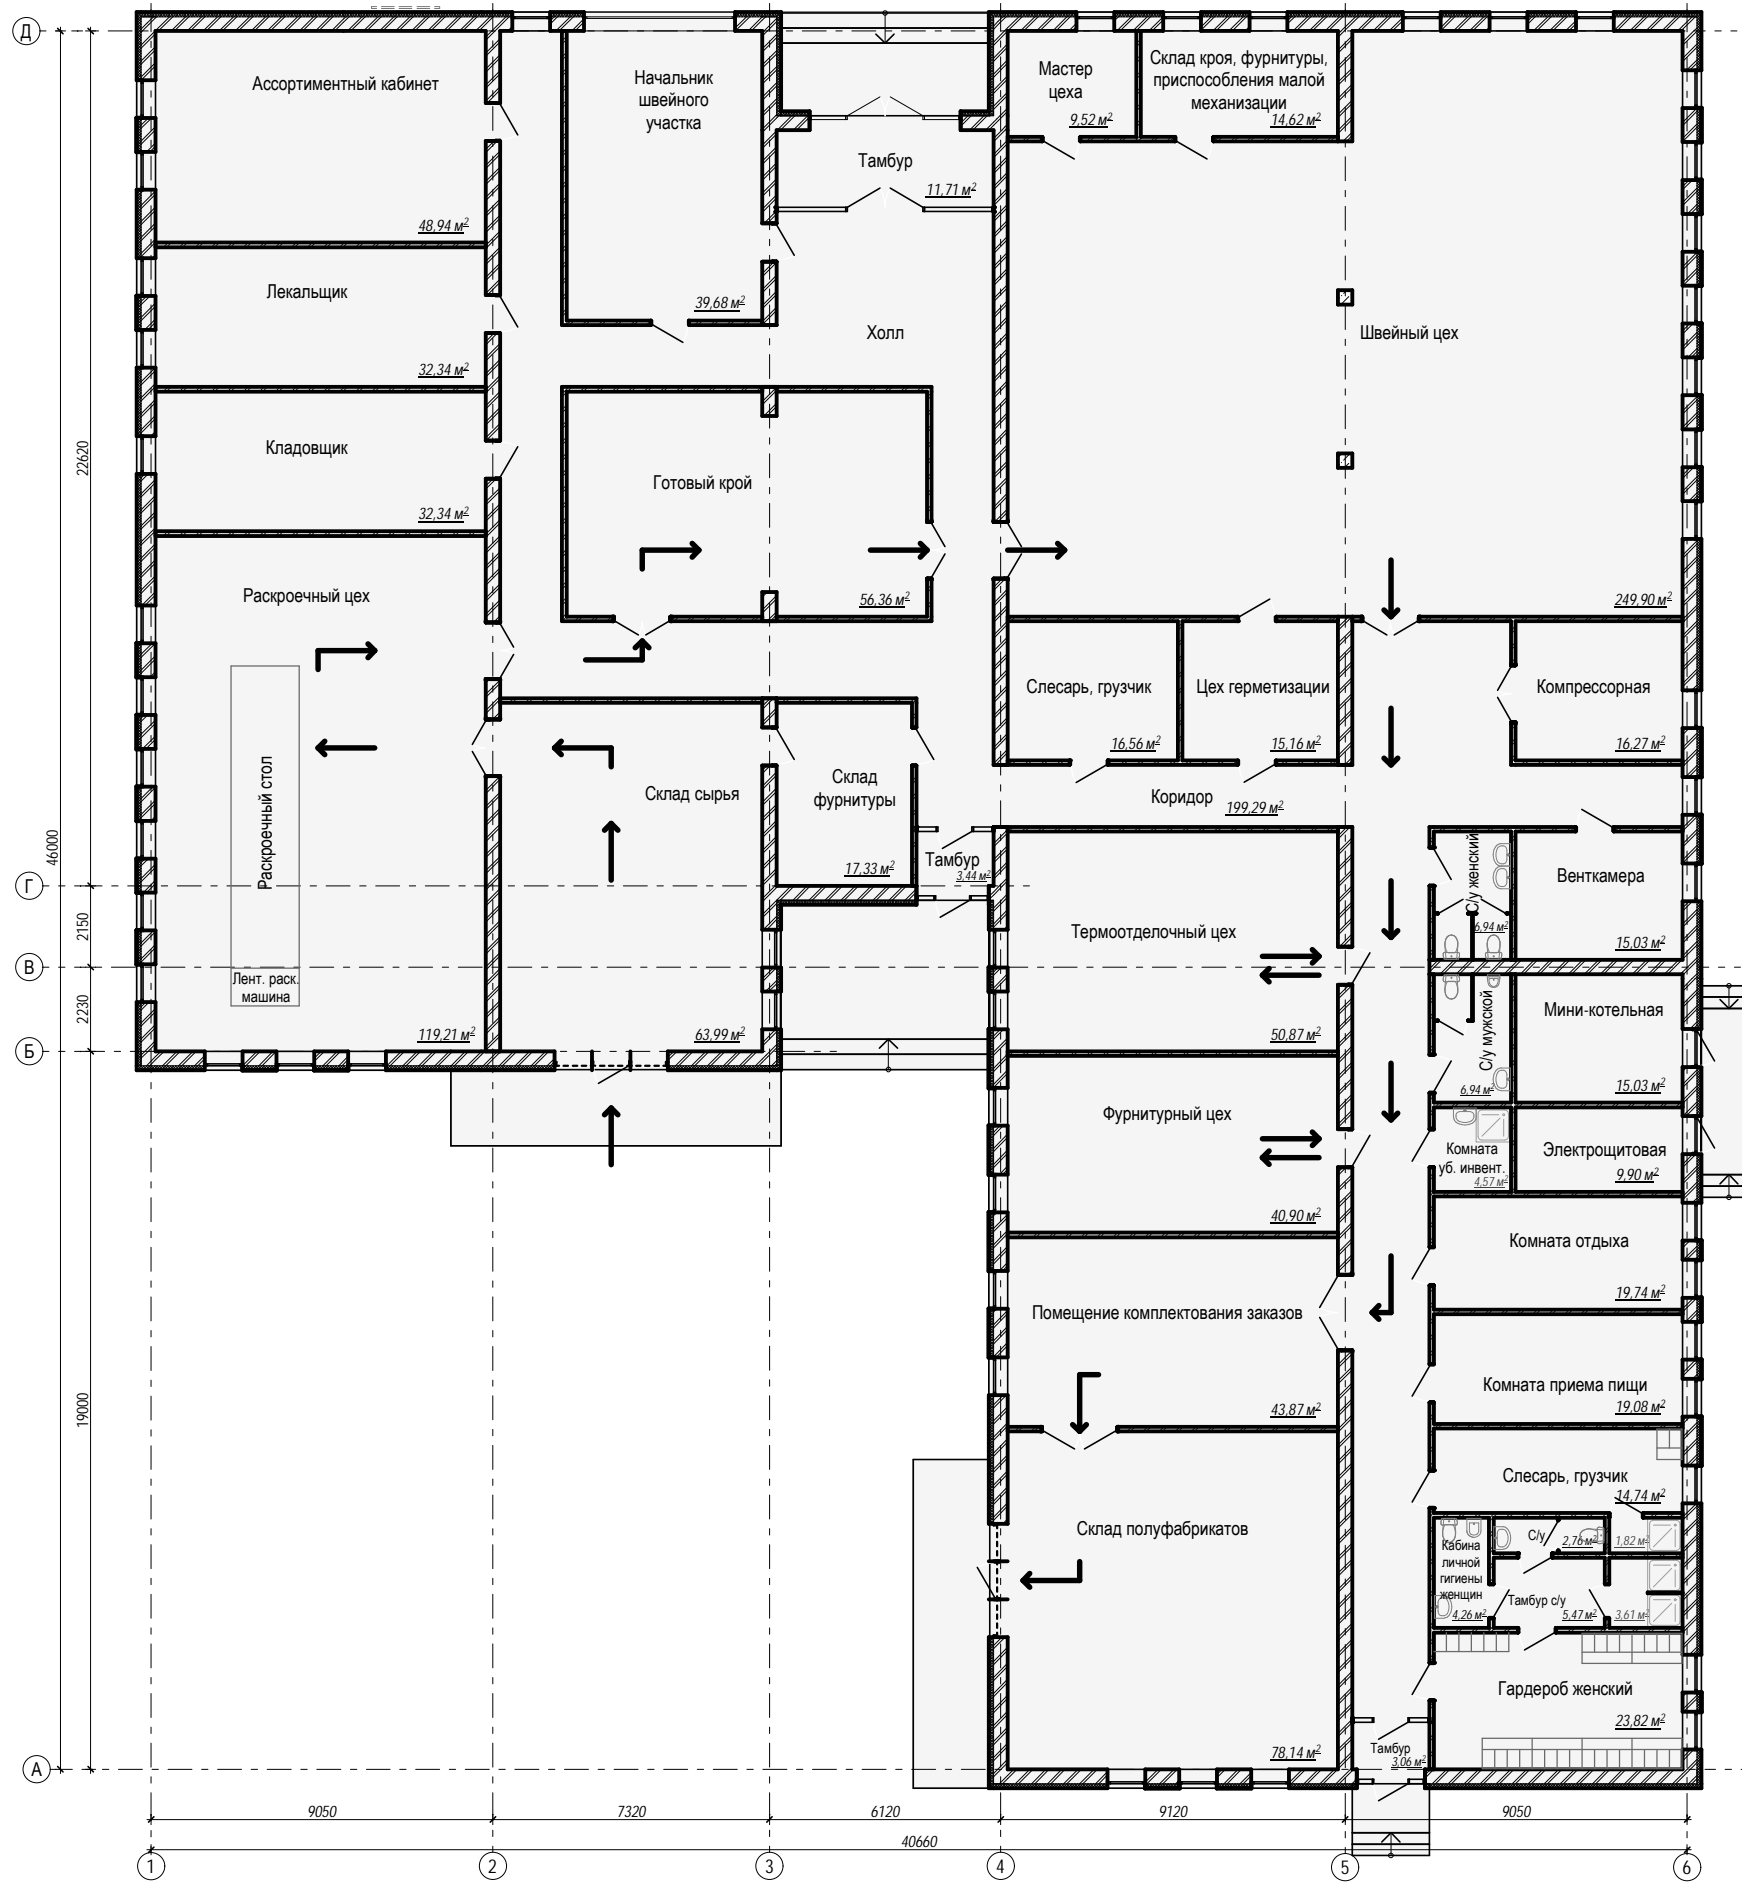 Д
Ассортиментный кабинет
48,94 м²
Начальник
швейного
участка
39,68 м²
Тамбур
11,71 м²
Мастер
цеха
9,52 м²
Склад кроя, фурнитуры,
приспособления малой
механизации
14,62 м²
Лекальщик
32,34 м²
Холл
Швейный цех
249,90 м²
Кладовщик
32,34 м²
Готовый крой
56,36 м²
22620
46000
Раскроечный цех
Раскроечный стол
Лент. раск.
машина
119,21 м²
Склад сырья
63,99 м²
Склад
фурнитуры
17,33 м²
Тамбур
3,44 м²
Слесарь, грузчик
16,56 м²
Цех герметизации
15,16 м²
Компрессорная
16,27 м²
Коридор
199,29 м²
Г
2150
В
2230
Б
Термоотделочный цех
50,87 м²
С/у женский
6,94 м²
Венткамера
15,03 м²
С/у мужской
6,94 м²
Мини-котельная
15,03 м²
Фурнитурный цех
40,90 м²
Комната
уб. инвент.
4,57 м²
Электрощитовая
9,90 м²
Комната отдыха
19,74 м²
Помещение комплектования заказов
43,87 м²
Комната приема пищи
19,08 м²
19000
Слесарь, грузчик
14,74 м²
Склад полуфабрикатов
78,14 м²
С/у
2,76 м²
1,82 м²
Кабина
личной
гигиены
женщин
4,26 м²
Тамбур с/у
5,47 м²
3,61 м²
Гардероб женский
23,82 м²
Тамбур
3,06 м²
А
9050
7320
6120
9120
9050
40660
1
2
3
4
5
6